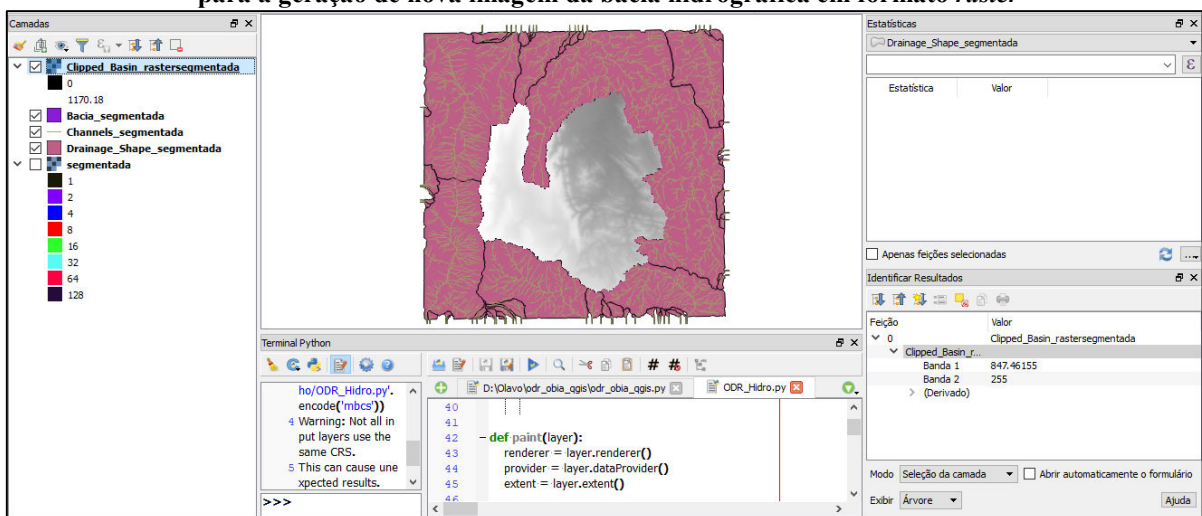 para a geração de nova imagem da bacia hidrográfica em formato raster
Camadas
Clipped_Basin_rastersegmentada
0
1170.18
Bacia_segmentada
Channels_segmentada
Drainage_Shape_segmentada
segmentada
1
2
4
8
16
32
64
128
Terminal Python
ho/ODR_Hidro.py'.
encode('mbcs'))
4 Warning: Not all in
put layers use the
same CRS.
5 This can cause une
xpected results.
>>>
D:\Olavo\odr_obia_qgis\odr_obia_qgis.py
ODR_Hidro.py
40
41
42 def paint(layer):
43 renderer = layer.renderer()
44 provider = layer.dataProvider()
45 extent = layer.extent()
46
Estatísticas
Drainage_Shape_segmentada
ε
Estatística Valor
Apenas feições selecionadas
Identificar Resultados
Feição Valor
0 Clipped_Basin_rastersegmentada
Clipped_Basin_r...
Banda 1 847.46155
Banda 2 255
(Derivado)
Modo Seleção da camada Abrir automaticamente o formulário
Exibir Árvore Ajuda